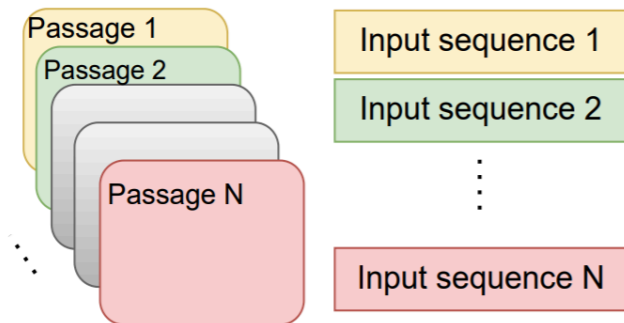 Passage 1
Passage 2
Passage N
Input sequence 1
Input sequence 2
Input sequence N